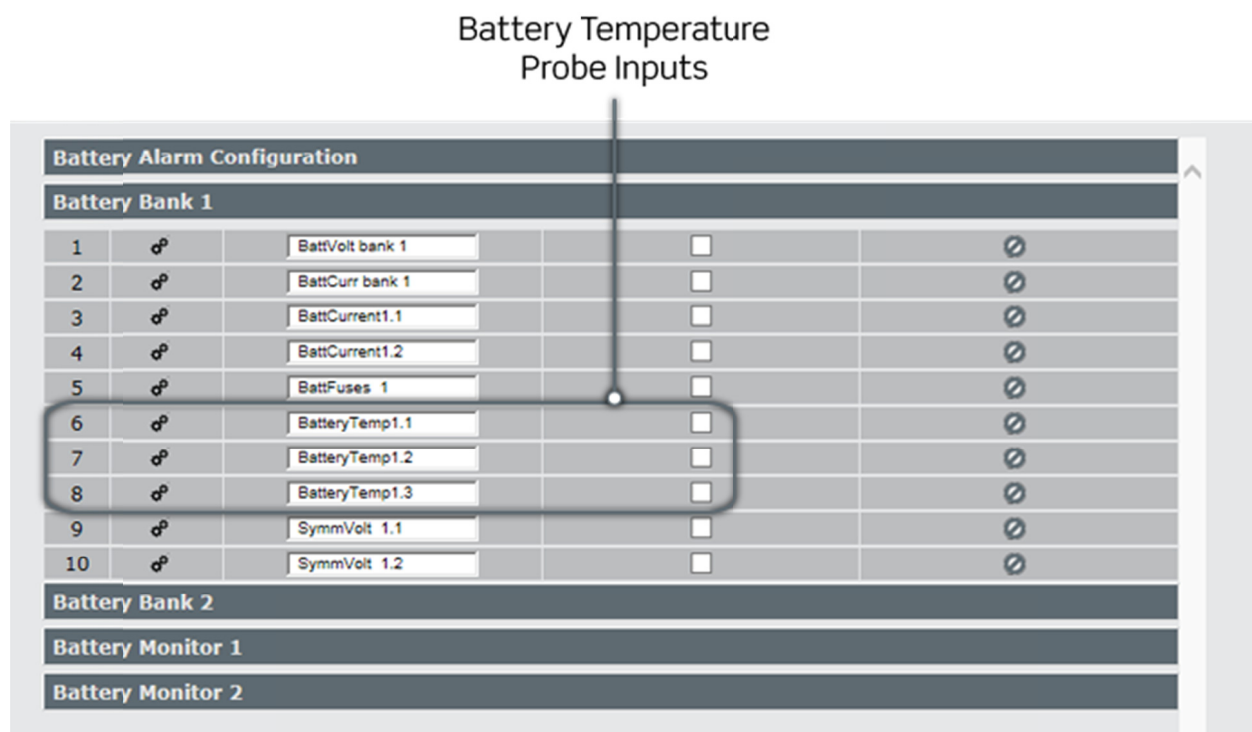 Battery Temperature
Probe Inputs
Battery Alarm Configuration
Battery Bank 1
1 BattVolt bank 1
2 BattCurr bank 1
3 BattCurrent1.1
4 BattCurrent1.2
5 BattFuses 1
6 BatteryTemp1.1
7 BatteryTemp1.2
8 BatteryTemp1.3
9 SymmVolt 1.1
10 SymmVolt 1.2
Battery Bank 2
Battery Monitor 1
Battery Monitor 2